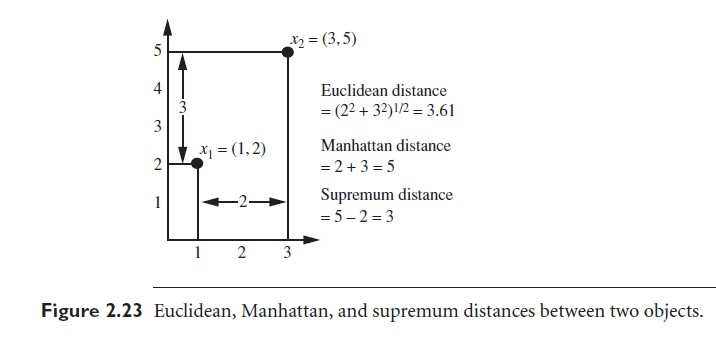 5
x₂ = (3, 5)
4
Euclidean distance
3
= (2² + 3²)¹/² = 3.61
3
x₁ = (1, 2)
Manhattan distance
2
= 2 + 3 = 5
1
2
Supremum distance
= 5 – 2 = 3
1 2 3
Figure 2.23 Euclidean, Manhattan, and supremum distances between two objects.